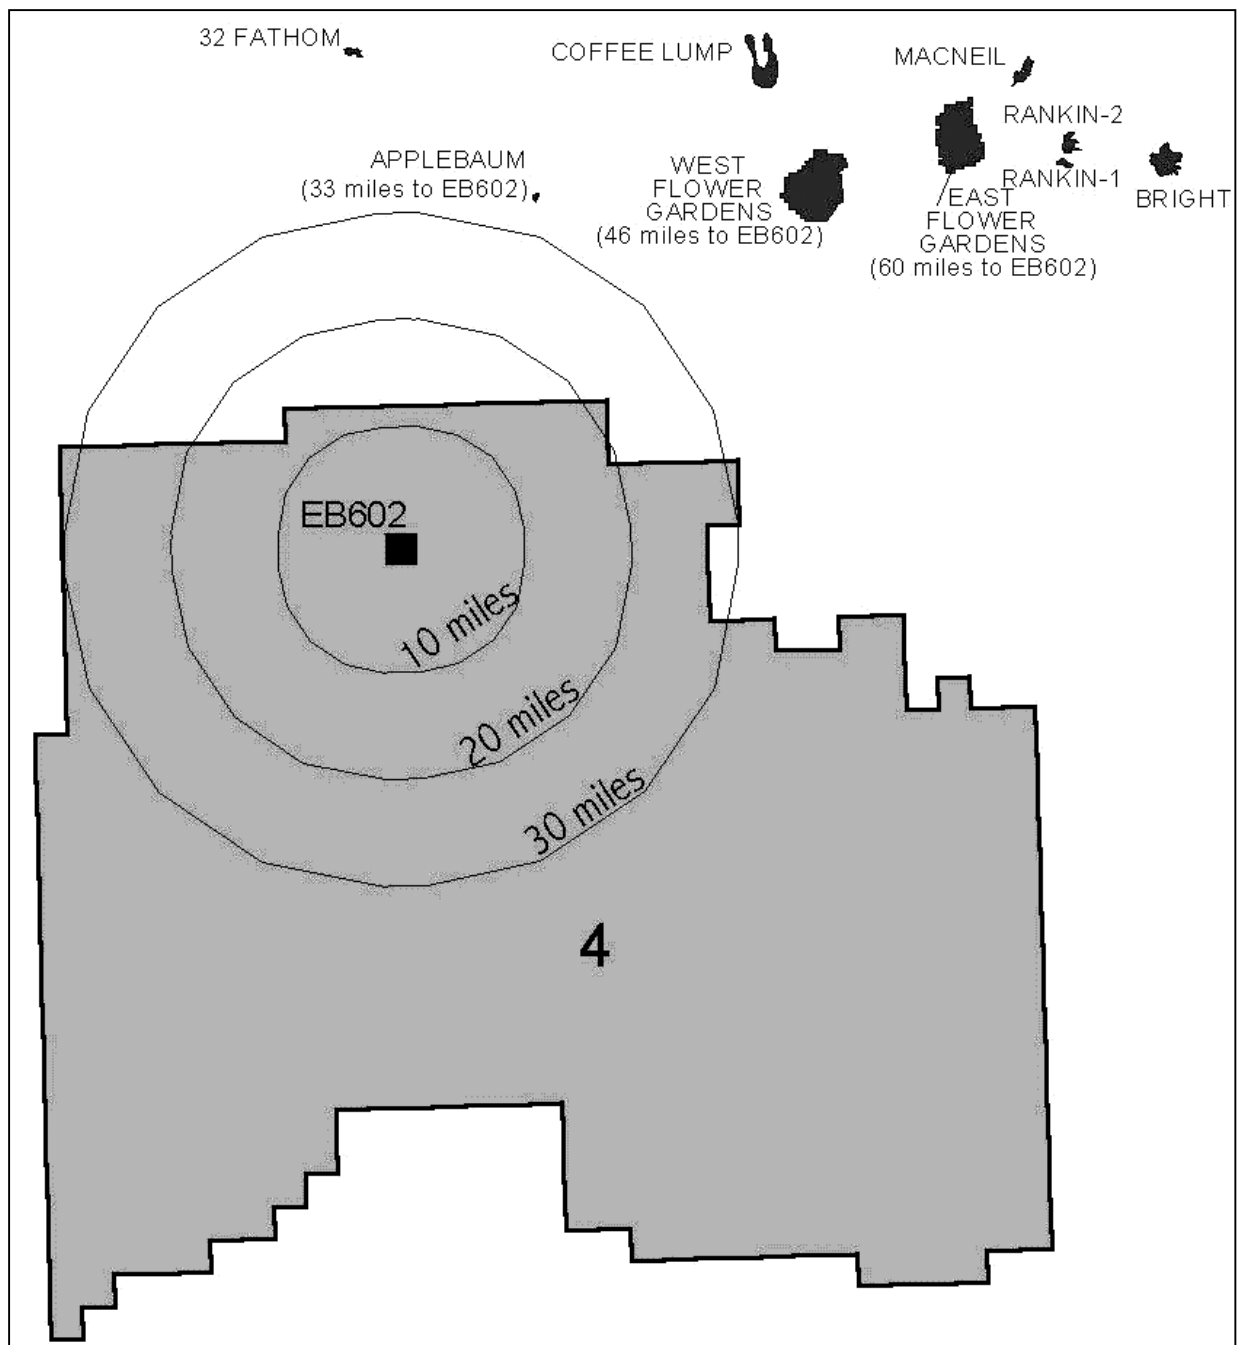 32 FATHOM
COFFEE LUMP
MACNEIL
RANKIN-2
APPLEBAUM
(33 miles to EB602)
WEST
FLOWER
GARDENS
(46 miles to EB602)
RANKIN-1
BRIGHT
EAST
FLOWER
GARDENS
(60 miles to EB602)
EB602
10 miles
20 miles
30 miles
4